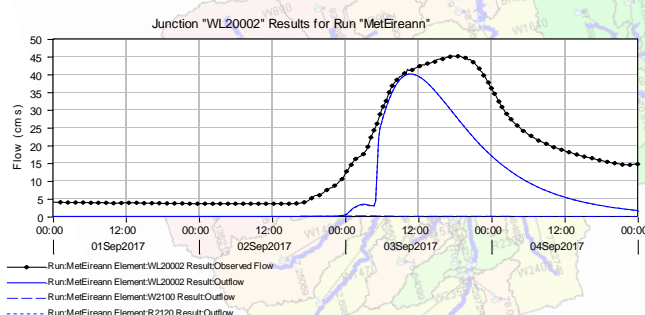 Junction "WL20002" Results for Run "MetEireann"
50
45
40
35
30
25
20
15
10
5
0
Flow (cms)
00:00 12:00 00:00 12:00 00:00 12:00 00:00 12:00 00:00
01Sep2017 02Sep2017 03Sep2017 04Sep2017
Run:MetEireann Element:WL20002 Result:Observed Flow
Run:MetEireann Element:WL20002 Result:Outflow
Run:MetEireann Element:W2100 Result:Outflow
Run:MetEireann Element:R2120 Result:Outflow